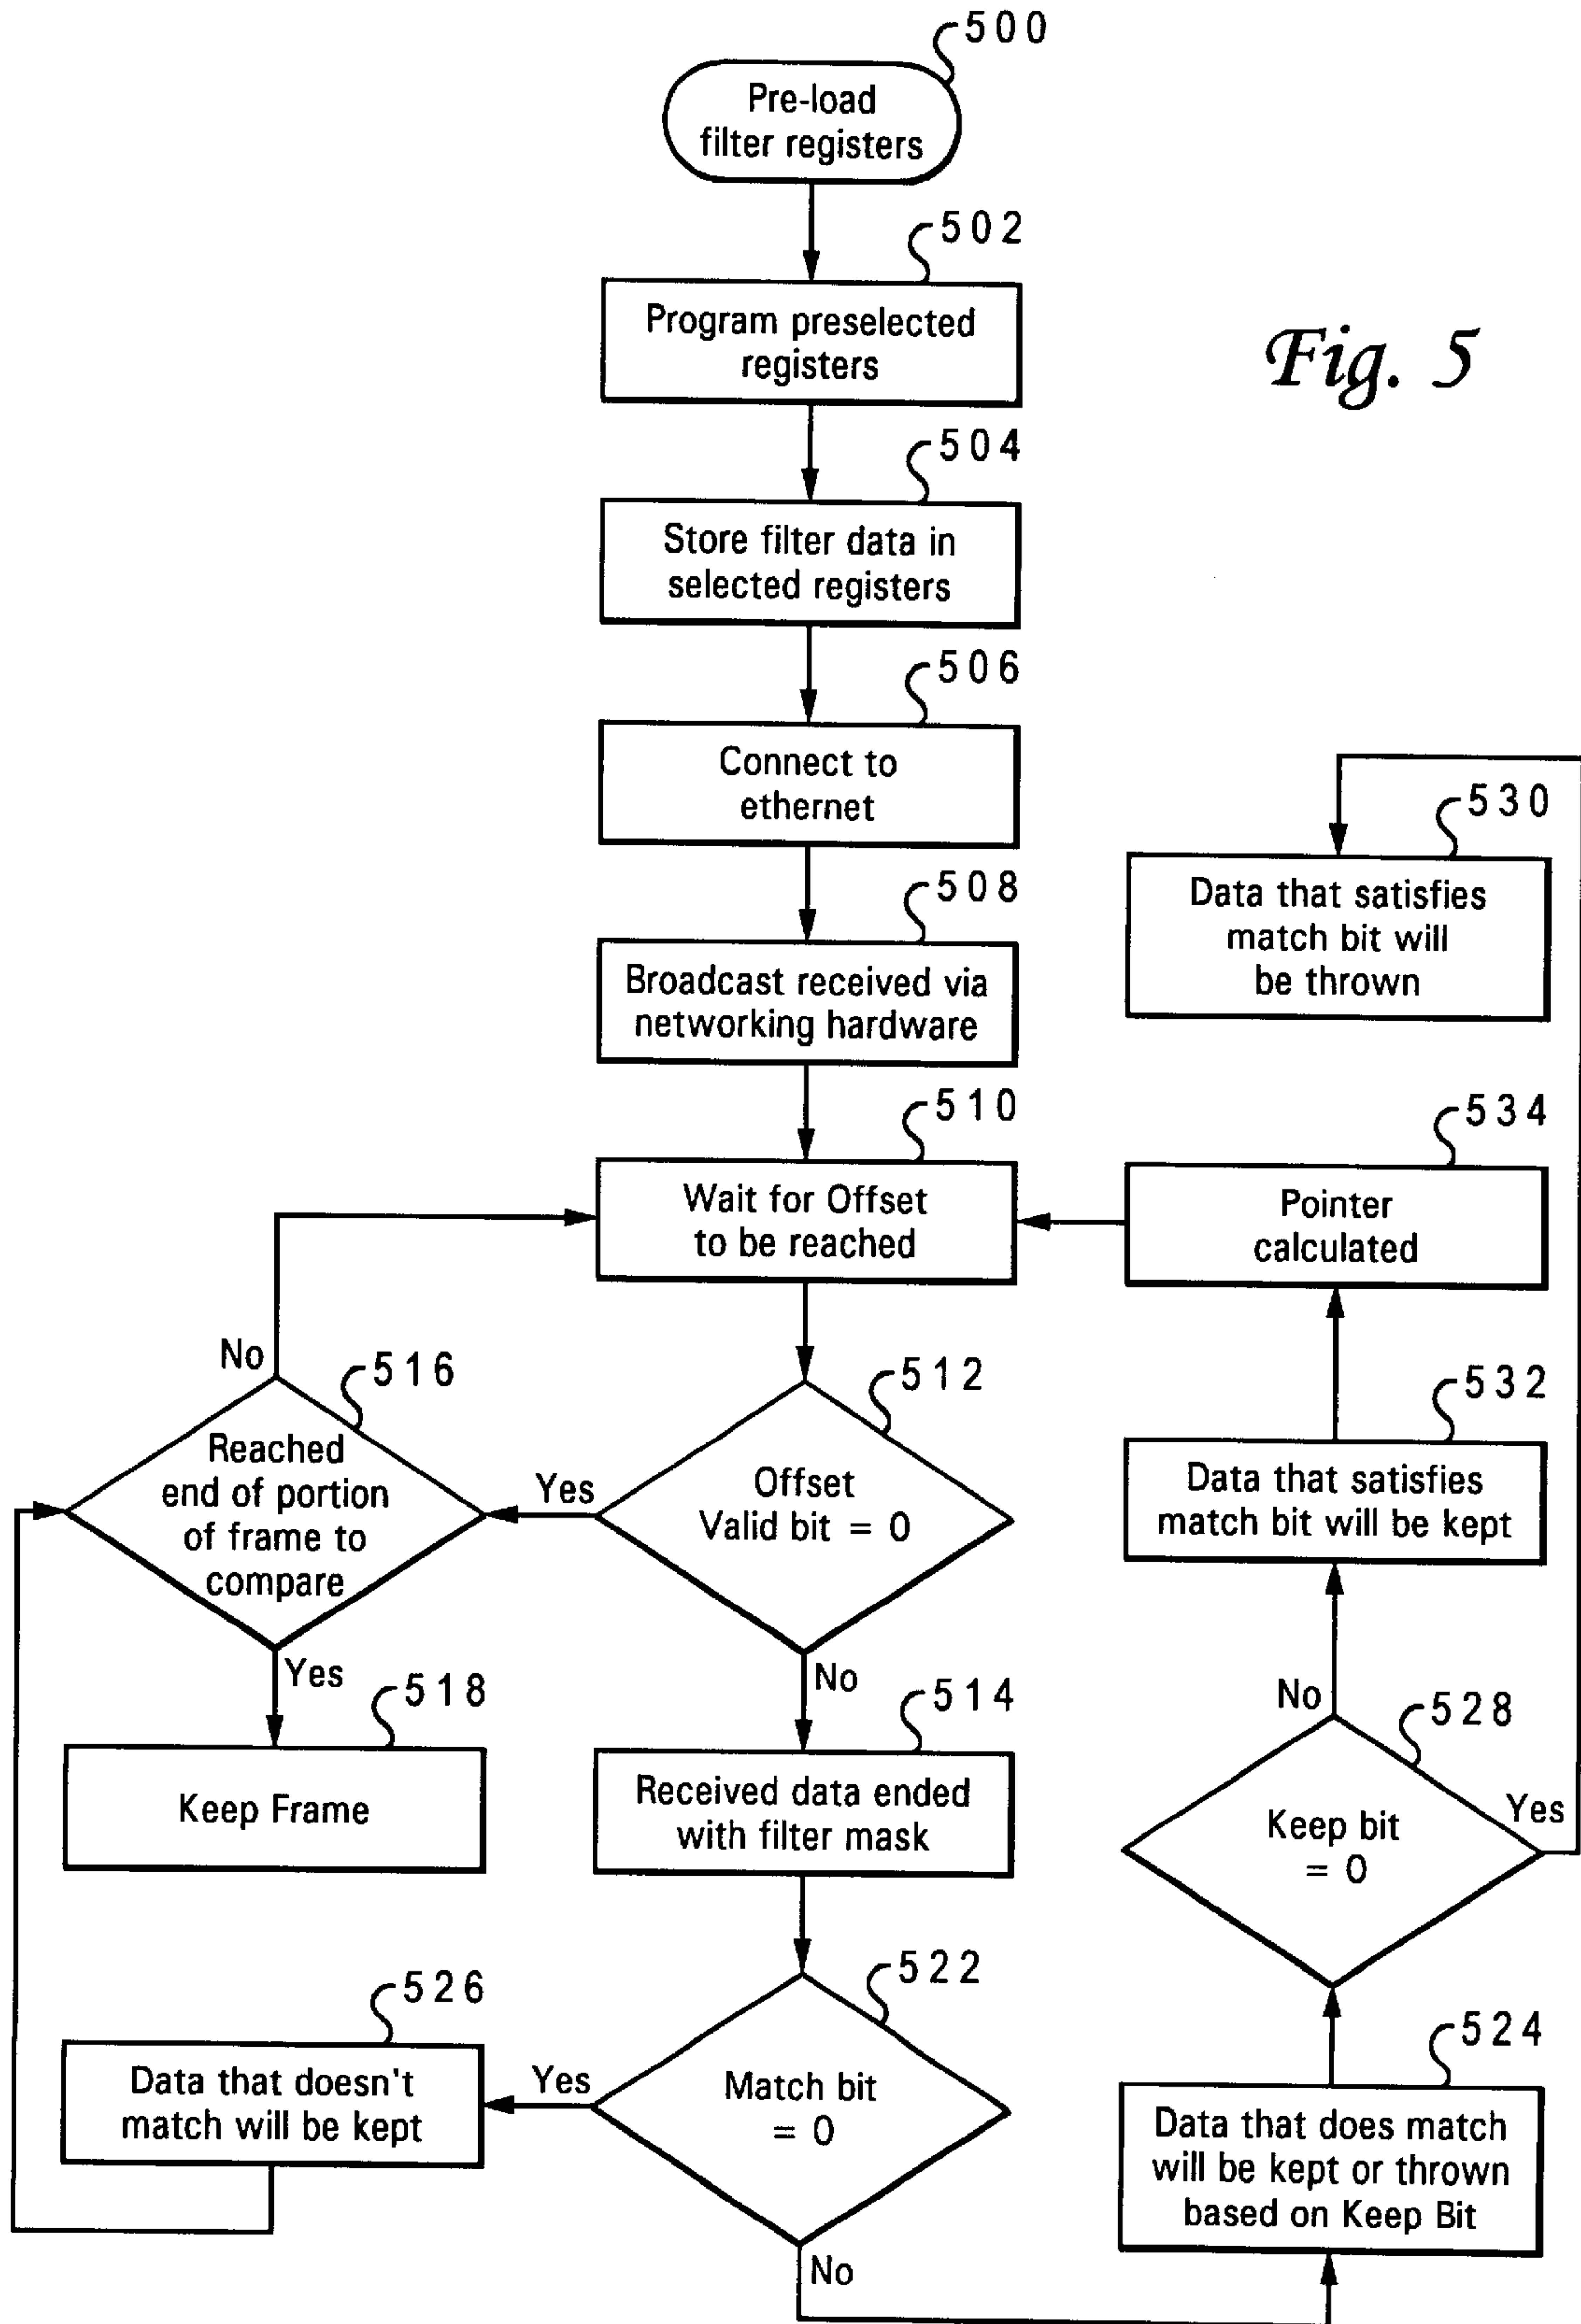 500
Pre-load
filter registers
502
Program preselected
registers
Fig. 5
504
Store filter data in
selected registers
506
Connect to
ethernet
530
Data that satisfies
match bit will
be thrown
508
Broadcast received via
networking hardware
510
Wait for Offset
to be reached
534
Pointer
calculated
No
516
Reached
end of portion
of frame to
compare
Yes
512
Offset
Valid bit = 0
532
Data that satisfies
match bit will be kept
Yes
518
Keep Frame
No
514
Received data ended
with filter mask
No
528
Keep bit
= 0
Yes
526
Data that doesn't
match will be kept
Yes
522
Match bit
= 0
No
524
Data that does match
will be kept or thrown
based on Keep Bit